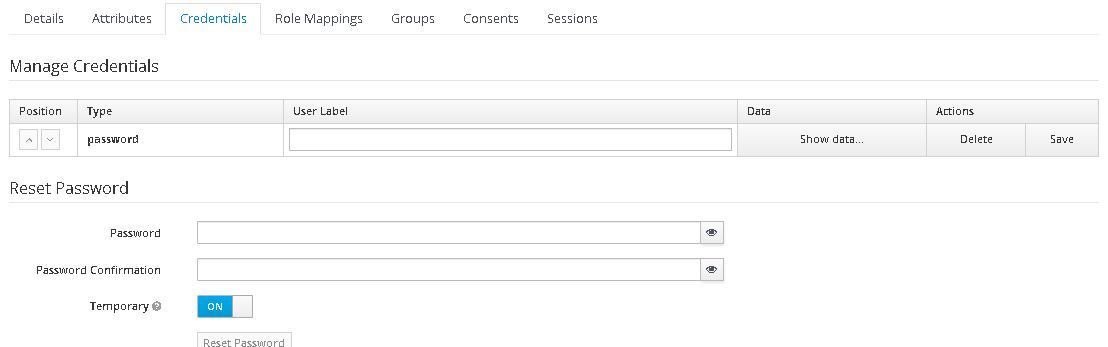 Details Attributes Credentials Role Mappings Groups Consents Sessions
Manage Credentials
Position Type User Label Data Actions
password Show data... Delete Save
Reset Password
Password
Password Confirmation
Temporary ON
Reset Password